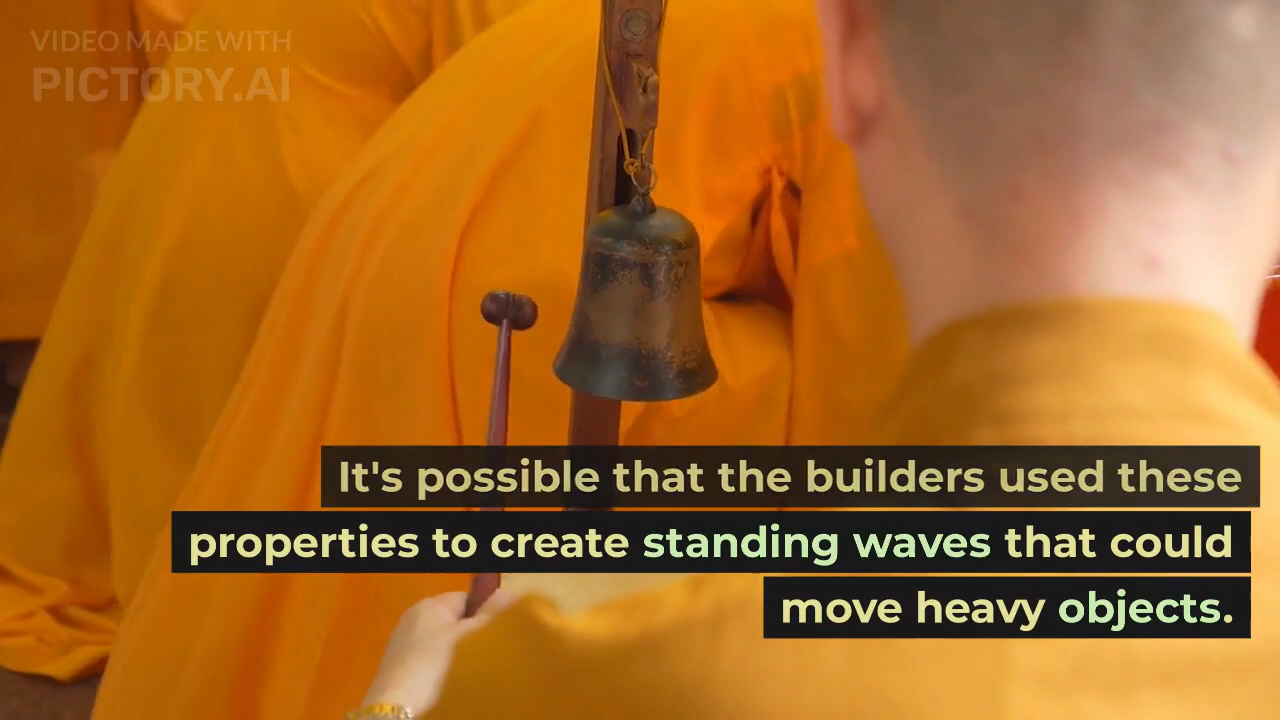 VIDEO MADE WITH
PICTORY.AI
It's possible that the builders used these
properties to create standing waves that could
move heavy objects.